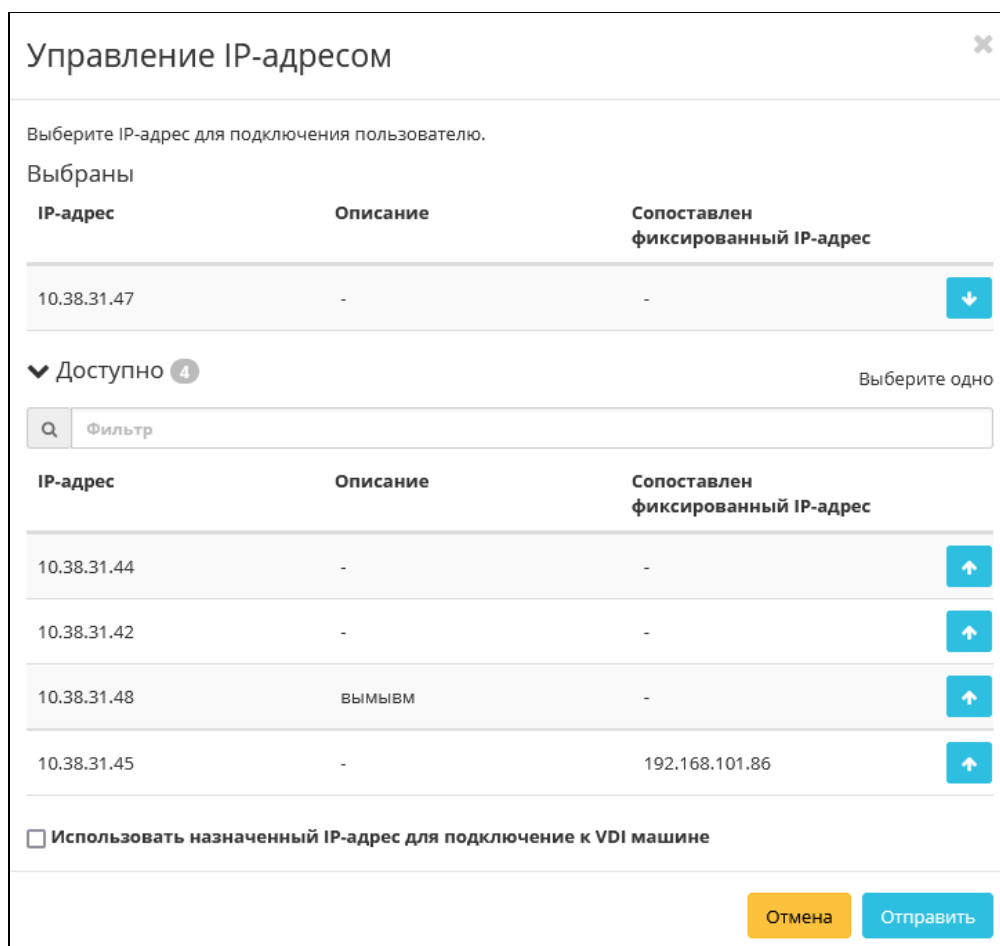 Управление IP-адресом
Выберите IP-адрес для подключения пользователю.
Выбраны
IP-адрес Описание Сопоставлен фиксированный IP-адрес
10.38.31.47 - -
Доступно 4
Выберите одно
Фильтр
IP-адрес Описание Сопоставлен фиксированный IP-адрес
10.38.31.44 - -
10.38.31.42 - -
10.38.31.48 вымывм -
10.38.31.45 - 192.168.101.86
Использовать назначенный IP-адрес для подключение к VDI машине
Отмена Отправить